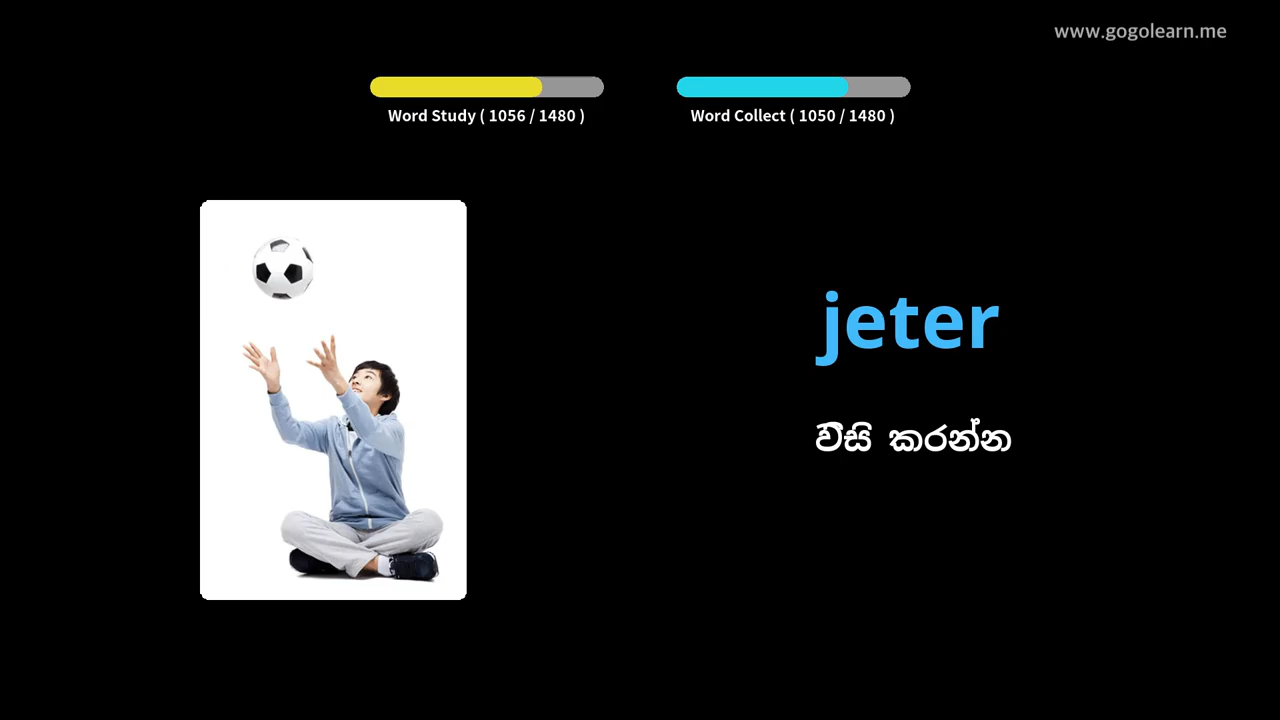 www.gogolearn.me
Word Study ( 1056 / 1480 )
Word Collect ( 1050 / 1480 )
jeter
වීසි කරන්න